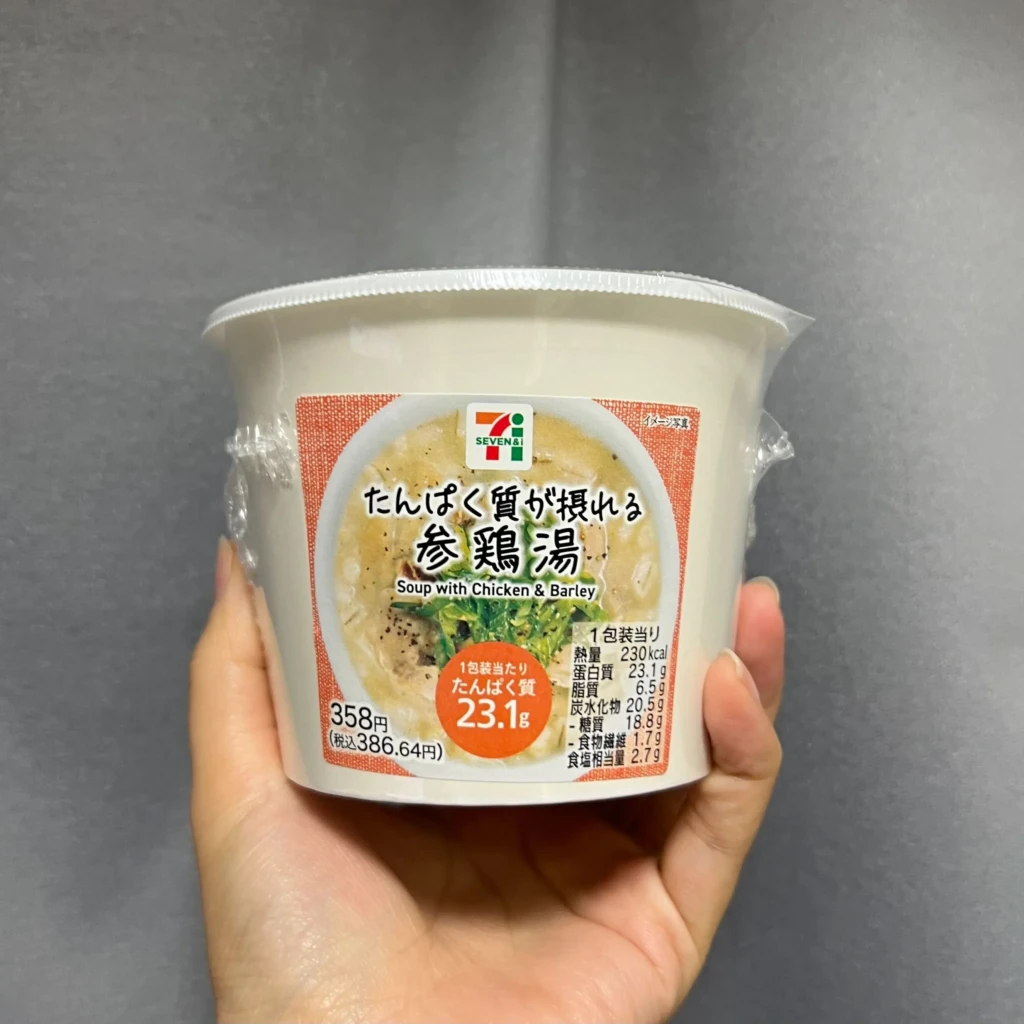 SEVEN&i
イメージ写真
たんぱく質が摂れる
参鶏湯
Soup with Chicken & Barley
1包装当たり
たんぱく質
23.1g
358円
(税込386.64円)
1包装当り
熱量 230kcal
蛋白質 23.1g
脂質 6.5g
炭水化物 20.5g
- 糖質 18.8g
- 食物繊維 1.7g
食塩相当量 2.7g